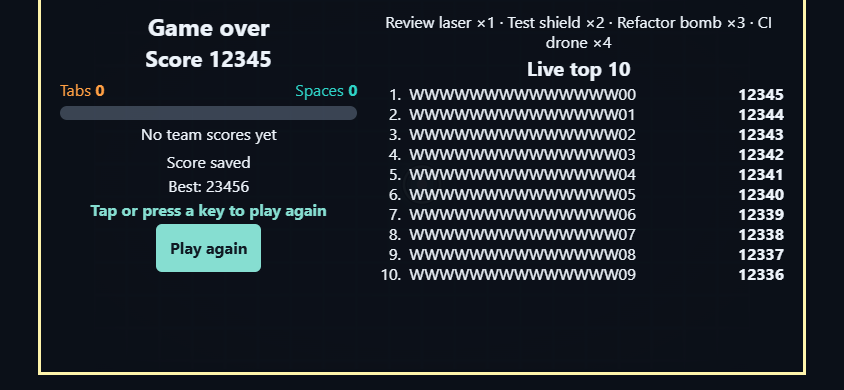 Game over
Score 12345
Tabs 0
Spaces 0
No team scores yet
Score saved
Best: 23456
Tap or press a key to play again
Play again
Review laser ×1 · Test shield ×2 · Refactor bomb ×3 · CI
drone ×4
Live top 10
1. WWWWWWWWWWWWWW00 12345
2. WWWWWWWWWWWWWW01 12344
3. WWWWWWWWWWWWWW02 12343
4. WWWWWWWWWWWWWW03 12342
5. WWWWWWWWWWWWWW04 12341
6. WWWWWWWWWWWWWW05 12340
7. WWWWWWWWWWWWWW06 12339
8. WWWWWWWWWWWWWW07 12338
9. WWWWWWWWWWWWWW08 12337
10. WWWWWWWWWWWWWW09 12336